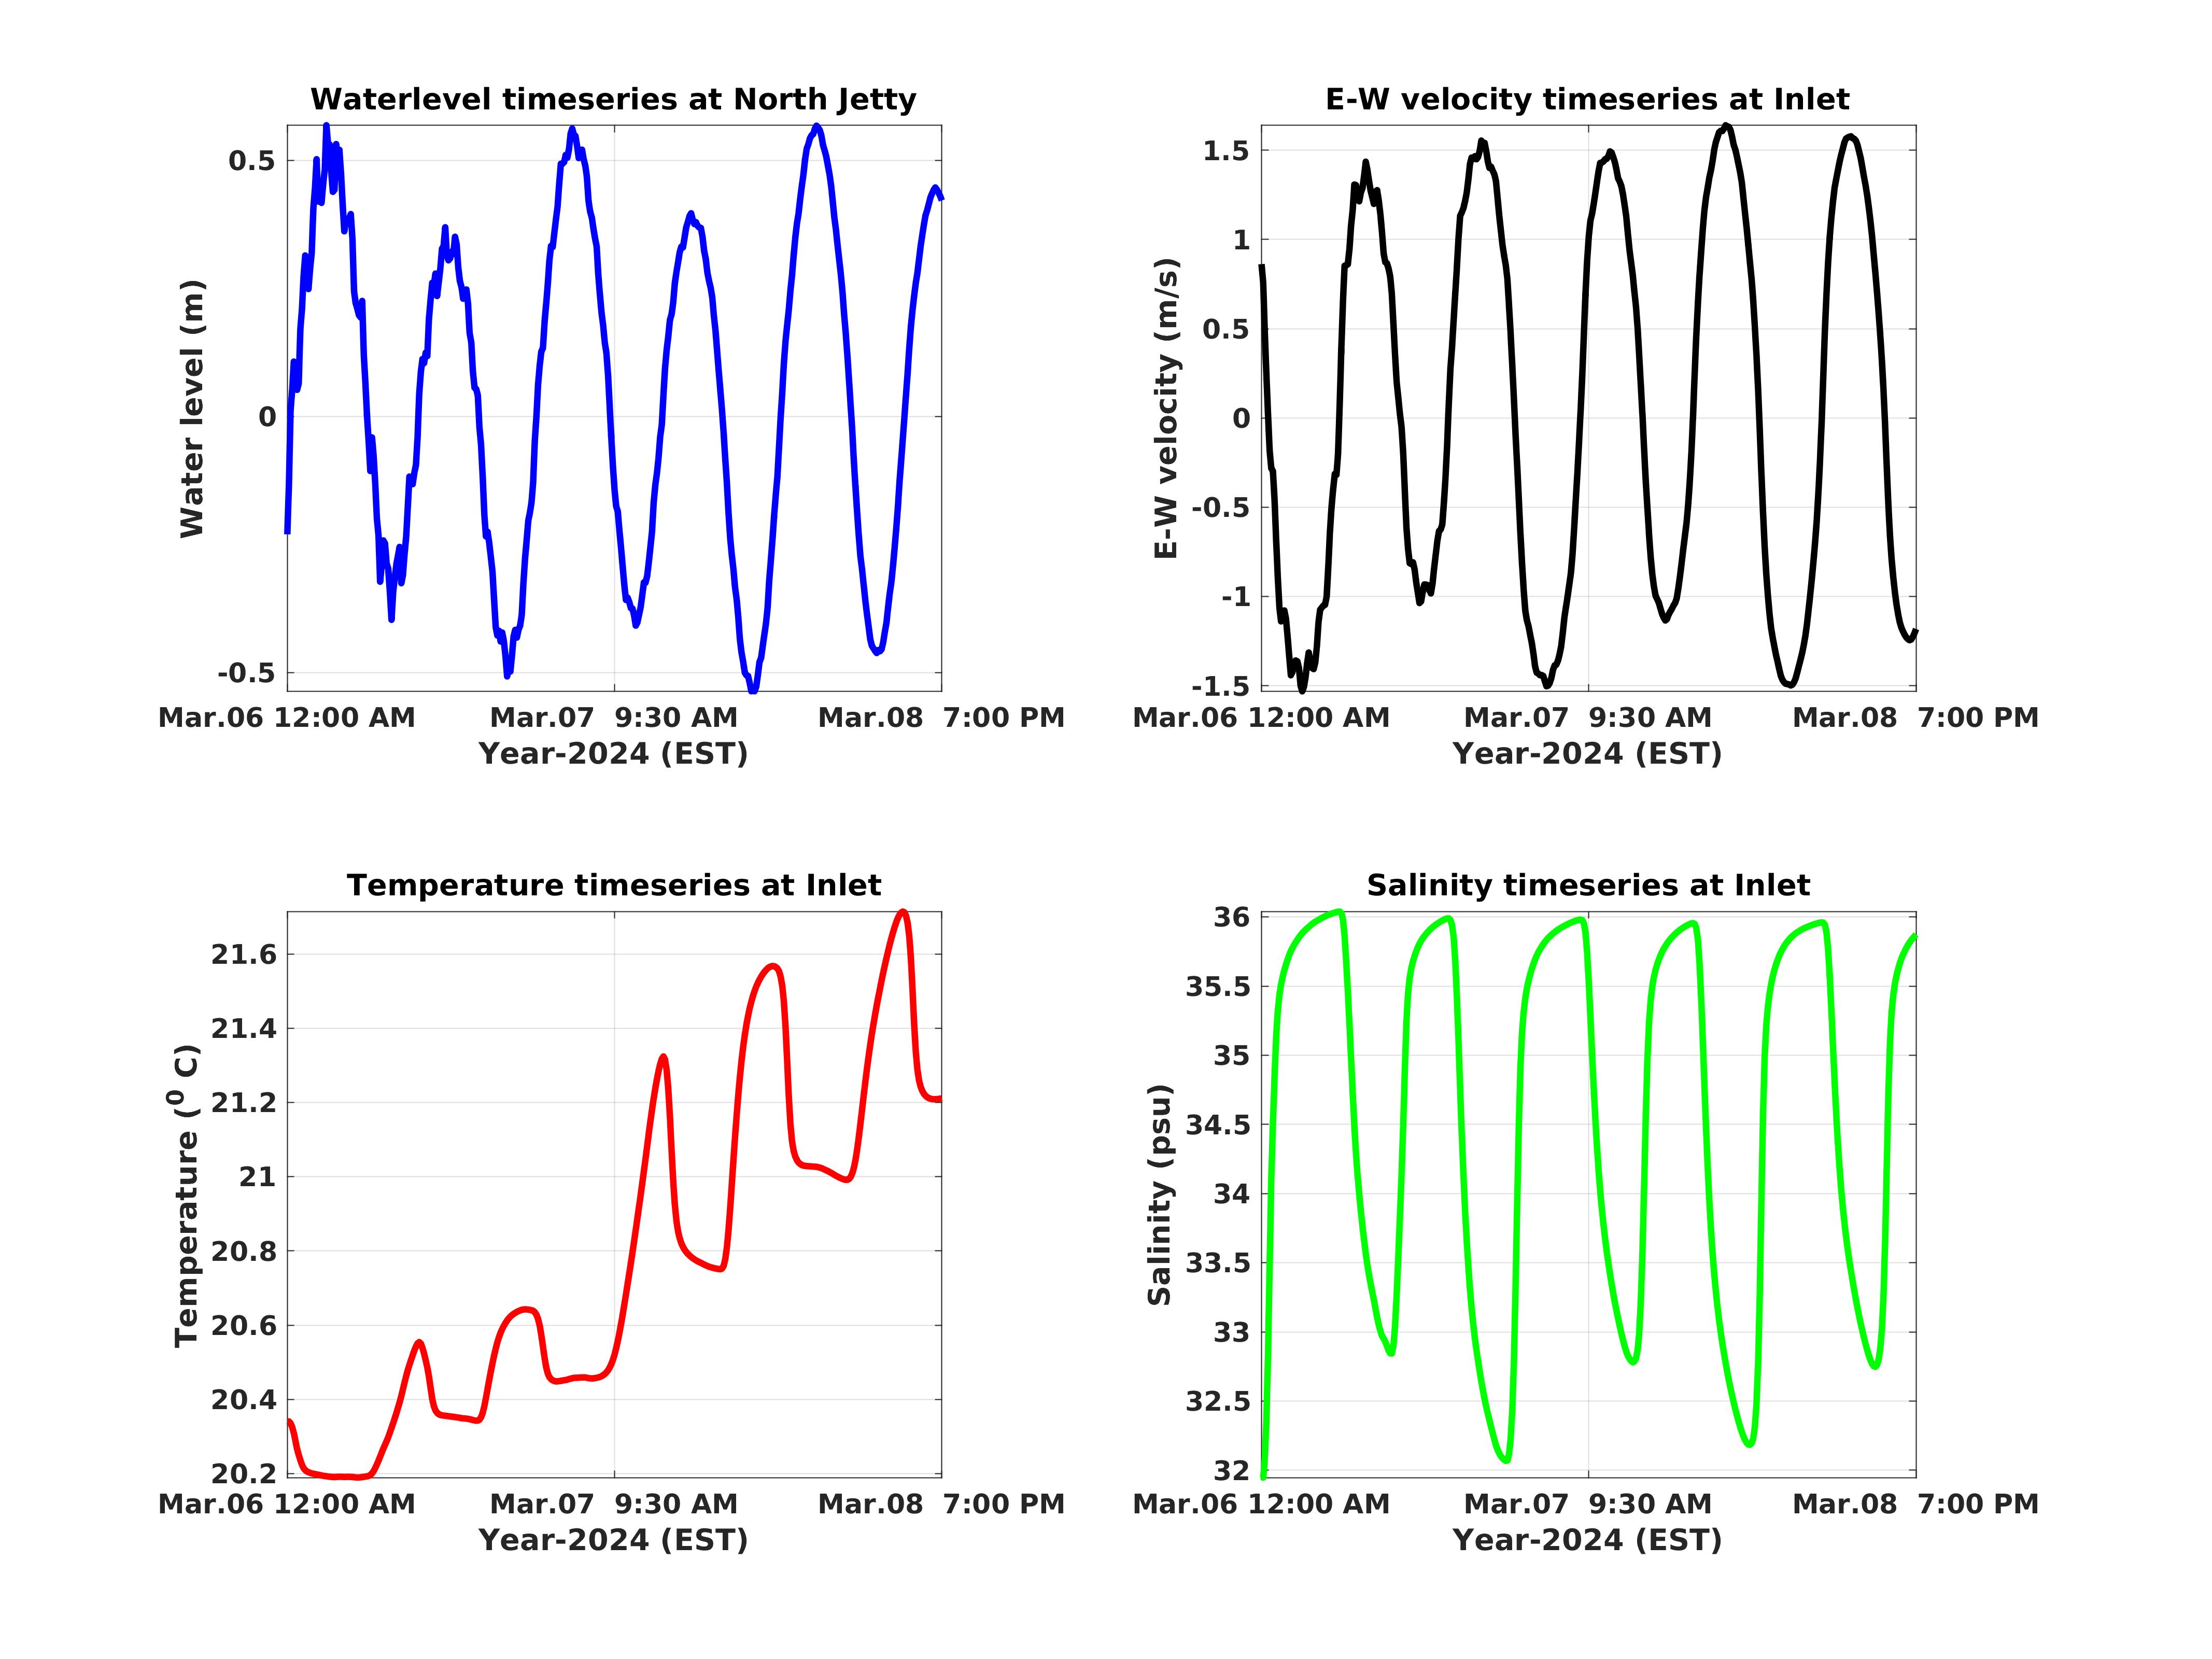 Waterlevel timeseries at North Jetty
0.5
0
-0.5
Water level (m)
Mar.06 12:00 AM Mar.07 9:30 AM Mar.08 7:00 PM
Year-2024 (EST)
E-W velocity timeseries at Inlet
1.5
1
0.5
0
-0.5
-1
-1.5
E-W velocity (m/s)
Mar.06 12:00 AM Mar.07 9:30 AM Mar.08 7:00 PM
Year-2024 (EST)
Temperature timeseries at Inlet
21.6
21.4
21.2
21
20.8
20.6
20.4
20.2
Temperature (⁰ C)
Mar.06 12:00 AM Mar.07 9:30 AM Mar.08 7:00 PM
Year-2024 (EST)
Salinity timeseries at Inlet
36
35.5
35
34.5
34
33.5
33
32.5
32
Salinity (psu)
Mar.06 12:00 AM Mar.07 9:30 AM Mar.08 7:00 PM
Year-2024 (EST)